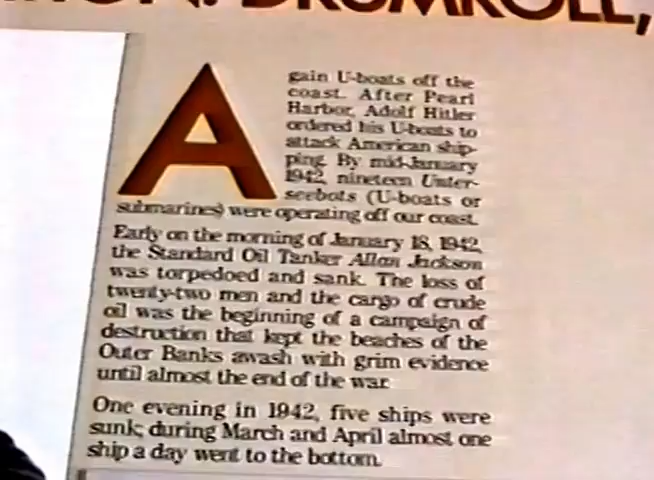 DRUMROLL,
Again U-boats off the
coast. After Pearl
Harbor, Adolf Hitler
ordered his U-boats to
attack American ship-
ping. By mid-January
1942, nineteen Unter-
seebots (U-boats or
submarines) were operating off our coast.
Early on the morning of January 18, 1942,
the Standard Oil Tanker Allan Jackson
was torpedoed and sank. The loss of
twenty-two men and the cargo of crude
oil was the beginning of a campaign of
destruction that kept the beaches of the
Outer Banks awash with grim evidence
until almost the end of the war.
One evening in 1942, five ships were
sunk; during March and April almost one
ship a day went to the bottom.